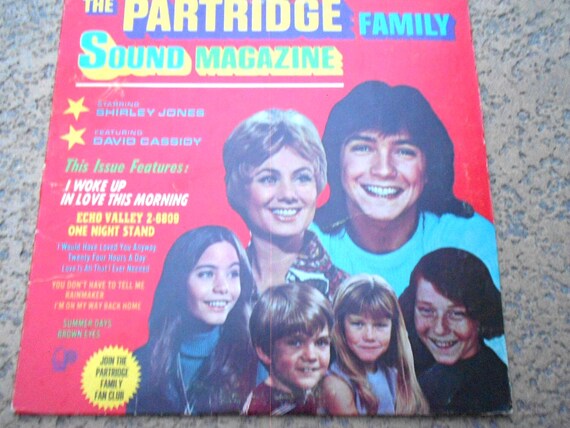 THE PARTRIDGE FAMILY
SOUND MAGAZINE
STARRING
SHIRLEY JONES
FEATURING
DAVID CASSIDY
This Issue Features:
I WOKE UP
IN LOVE THIS MORNING
ECHO VALLEY 2-6809
ONE NIGHT STAND
I Would Have Loved You Anyway
Twenty Four Hours A Day
Love Is All That I Ever Needed
YOU DON'T HAVE TO TELL ME
RAINMAKER
I'M ON MY WAY BACK HOME
SUMMER DAYS
BROWN EYES
JOIN THE
PARTRIDGE
FAMILY
FAN CLUB